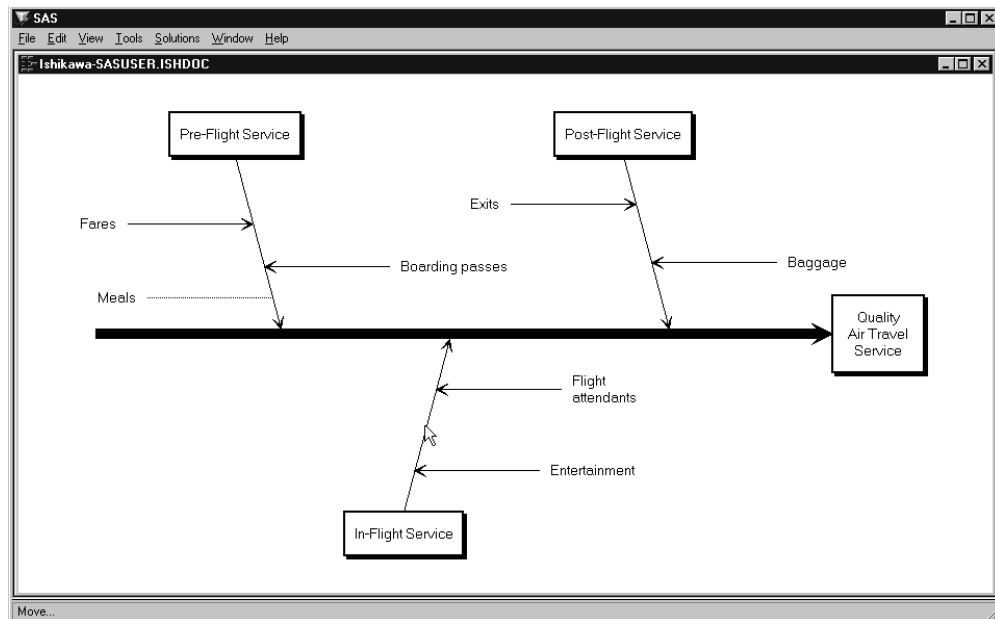 SAS
File Edit View Tools Solutions Window Help
Ishikawa-SASUSER.ISHDOC
Pre-Flight Service
Post-Flight Service
Exits
Fares
Boarding passes
Baggage
Meals
Quality
Air Travel
Service
Flight
attendants
Entertainment
In-Flight Service
Move...